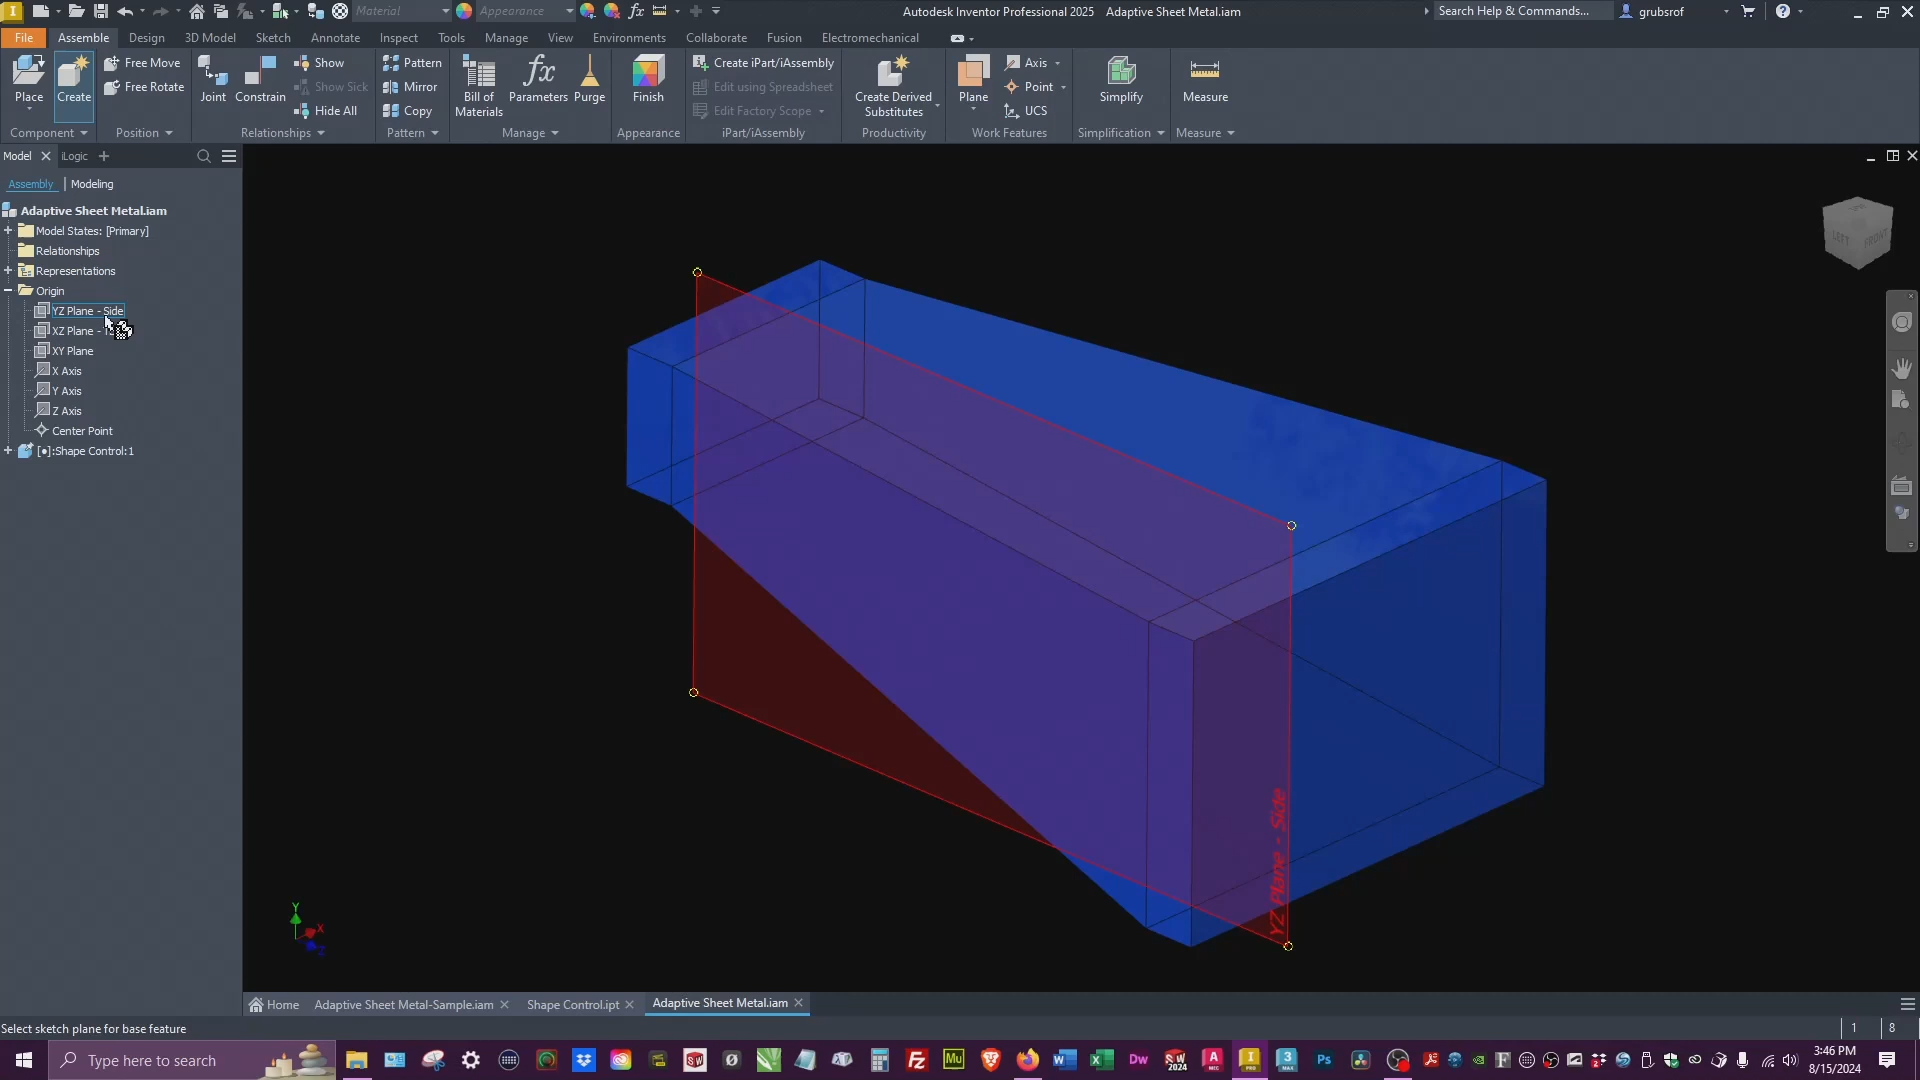 Material
Appearance
Autodesk Inventor Professional 2025 Adaptive Sheet Metal.iam
Search Help & Commands...
grubsrof
File
Assemble
Design
3D Model
Sketch
Annotate
Inspect
Tools
Manage
View
Environments
Collaborate
Fusion
Electromechanical
Place
Create
Free Move
Free Rotate
Joint
Constrain
Show
Show Sick
Hide All
Pattern
Mirror
Copy
Bill of
Materials
Parameters
Purge
Finish
Create iPart/iAssembly
Edit using Spreadsheet
Edit Factory Scope
Create Derived
Substitutes
Plane
Axis
Point
UCS
Simplify
Measure
Component
Position
Relationships
Pattern
Manage
Appearance
iPart/iAssembly
Productivity
Work Features
Simplification
Measure
Model
iLogic
Assembly
Modeling
Adaptive Sheet Metal.iam
Model States: [Primary]
Relationships
Representations
Origin
YZ Plane - Side
XZ Plane -
XY Plane
X Axis
Y Axis
Z Axis
Center Point
[●]:Shape Control:1
LEFT
FRONT
YZ Plane - Side
Y
X
Z
Home
Adaptive Sheet Metal-Sample.iam
Shape Control.ipt
Adaptive Sheet Metal.iam
Select sketch plane for base feature
1
8
Type here to search
3:46 PM
8/15/2024